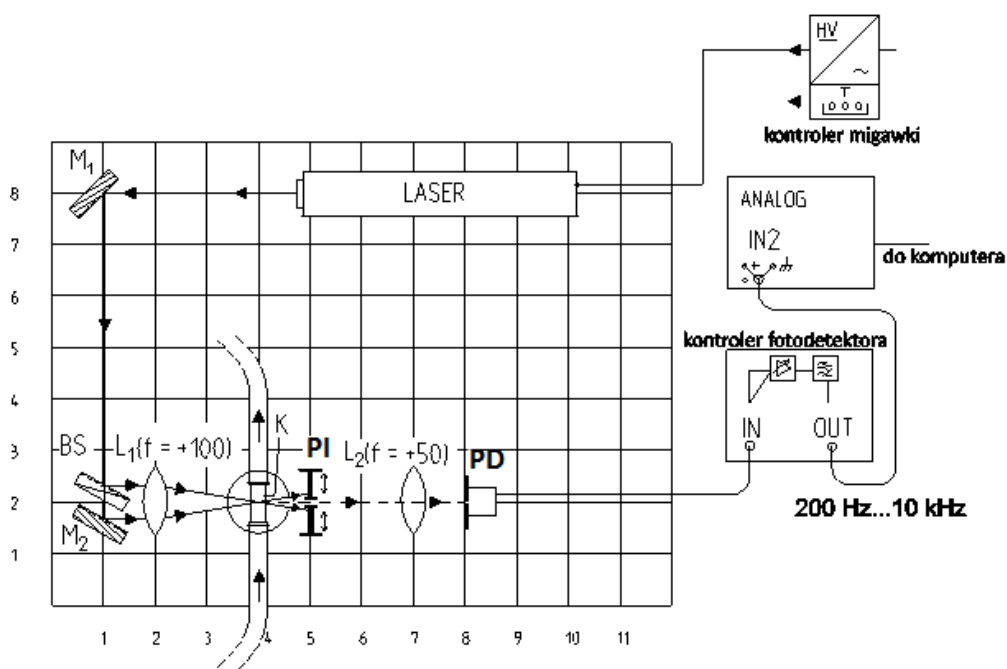 HV
~
T
kontroler migawki
M1
LASER
ANALOG
IN2
+
do komputera
kontroler fotodetektora
IN OUT
200 Hz...10 kHz
BS L1(f = +100) K PI L2(f = +50) PD
M2
8
7
6
5
4
3
2
1
1 2 3 4 5 6 7 8 9 10 11